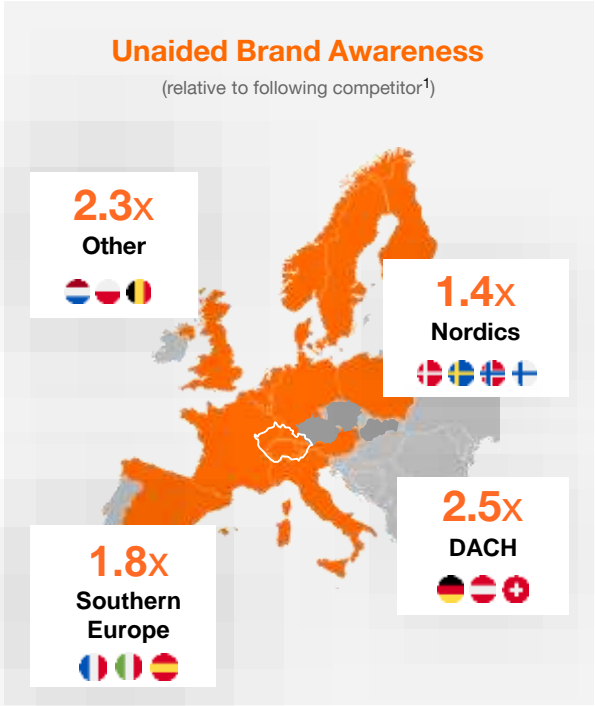 Unaided Brand Awareness
(relative to following competitor¹)
2.3x
Other
1.4x
Nordics
2.5x
DACH
1.8x
Southern
Europe